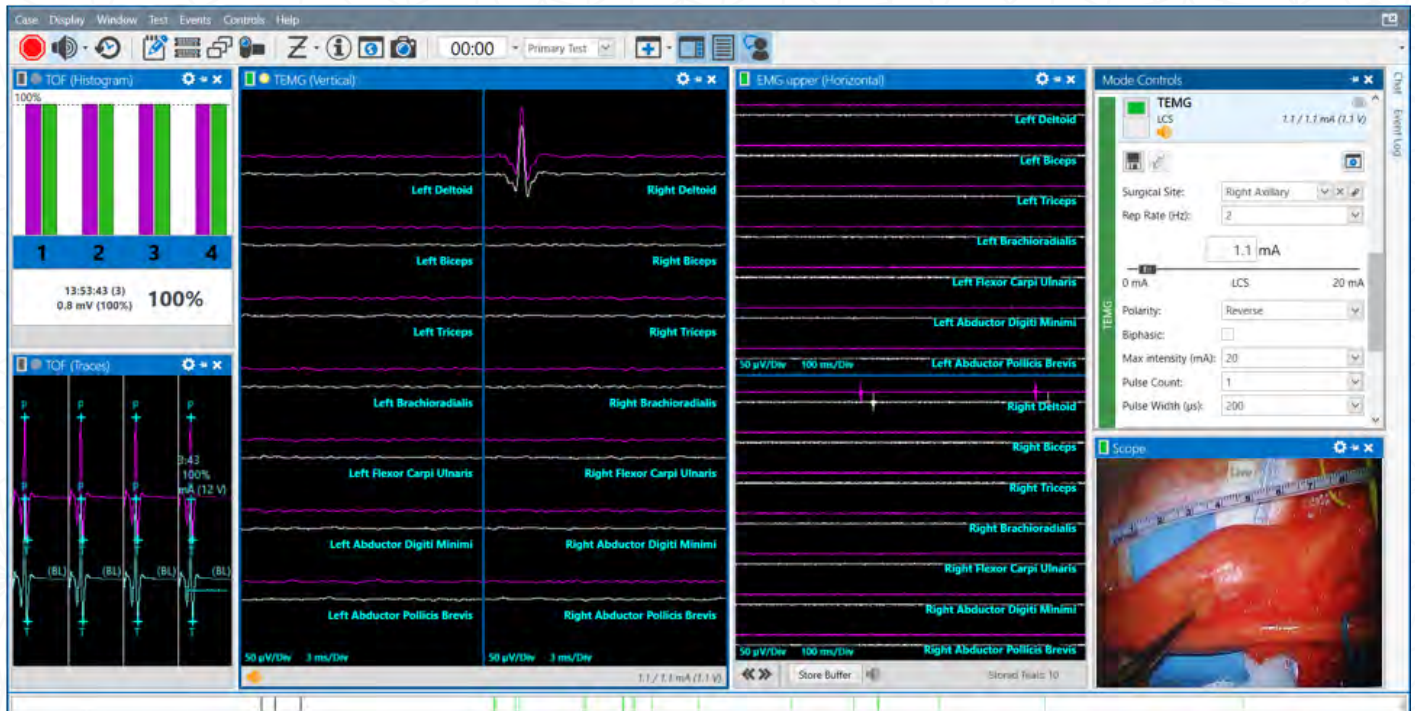 Case Display Window Test Events Controls Help
00:00 Primary Test
TOF (Histogram)
100%
1 2 3 4
13:53:43 (3)
0.8 mV (100%)
100%
TOF (Traces)
P P P P
3:43
100%
mA (12 V)
P P P P
T T T T
(BL) (BL) (BL) (BL)
T T T T
TEMG (Vertical)
Left Deltoid Right Deltoid
Left Biceps Right Biceps
Left Triceps Right Triceps
Left Brachioradialis Right Brachioradialis
Left Flexor Carpi Ulnaris Right Flexor Carpi Ulnaris
Left Abductor Digiti Minimi Right Abductor Digiti Minimi
Left Abductor Pollicis Brevis Right Abductor Pollicis Brevis
50 µV/Div 3 ms/Div 50 µV/Div 3 ms/Div
1.1 / 1.1 mA (1.1 V)
EMG upper (Horizontal)
Left Deltoid
Left Biceps
Left Triceps
Left Brachioradialis
Left Flexor Carpi Ulnaris
Left Abductor Digiti Minimi
50 µV/Div 100 ms/Div Left Abductor Pollicis Brevis
Right Deltoid
Right Biceps
Right Triceps
Right Brachioradialis
Right Flexor Carpi Ulnaris
Right Abductor Digiti Minimi
50 µV/Div 100 ms/Div Right Abductor Pollicis Brevis
Store Buffer Stored Tests: 10
Mode Controls
TEMG
LCS 1.1 / 1.1 mA (1.1 V)
Surgical Site: Right Axillary
Rep Rate (Hz): 2
1.1 mA
0 mA LCS 20 mA
Polarity: Reverse
Biphasic:
Max intensity (mA): 20
Pulse Count: 1
Pulse Width (µs): 200
TEMG
Scope
Live
Chat
Event Log